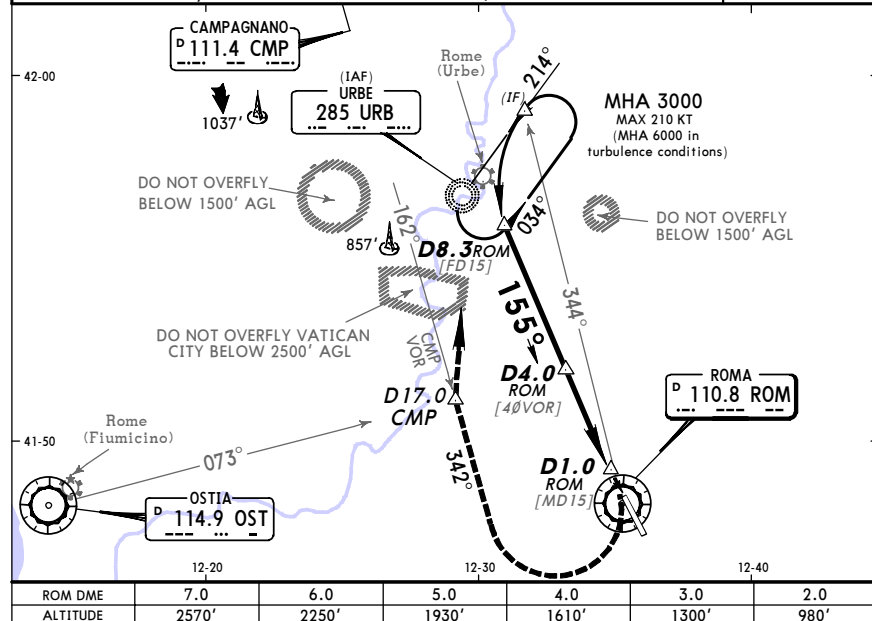 CAMPAGNANO
D 111.4 CMP
42-00
1037'
(IAF)
URBE
285 URB
Rome
(Urbe)
(IF)
214°
MHA 3000
MAX 210 KT
(MHA 6000 in
turbulence conditions)
DO NOT OVERFLY
BELOW 1500' AGL
162°
857'
034°
D8.3 ROM
[FD15]
DO NOT OVERFLY
BELOW 1500' AGL
155°
344°
DO NOT OVERFLY VATICAN
CITY BELOW 2500' AGL
CMP
VOR
D4.0
ROM
[4ØVOR]
D17.0
CMP
ROMA
D 110.8 ROM
Rome
(Fiumicino)
41-50
073°
342°
D1.0
ROM
[MD15]
OSTIA
D 114.9 OST
12-20
12-30
12-40
ROM DME 7.0 6.0 5.0 4.0 3.0 2.0
ALTITUDE 2570' 2250' 1930' 1610' 1300' 980'